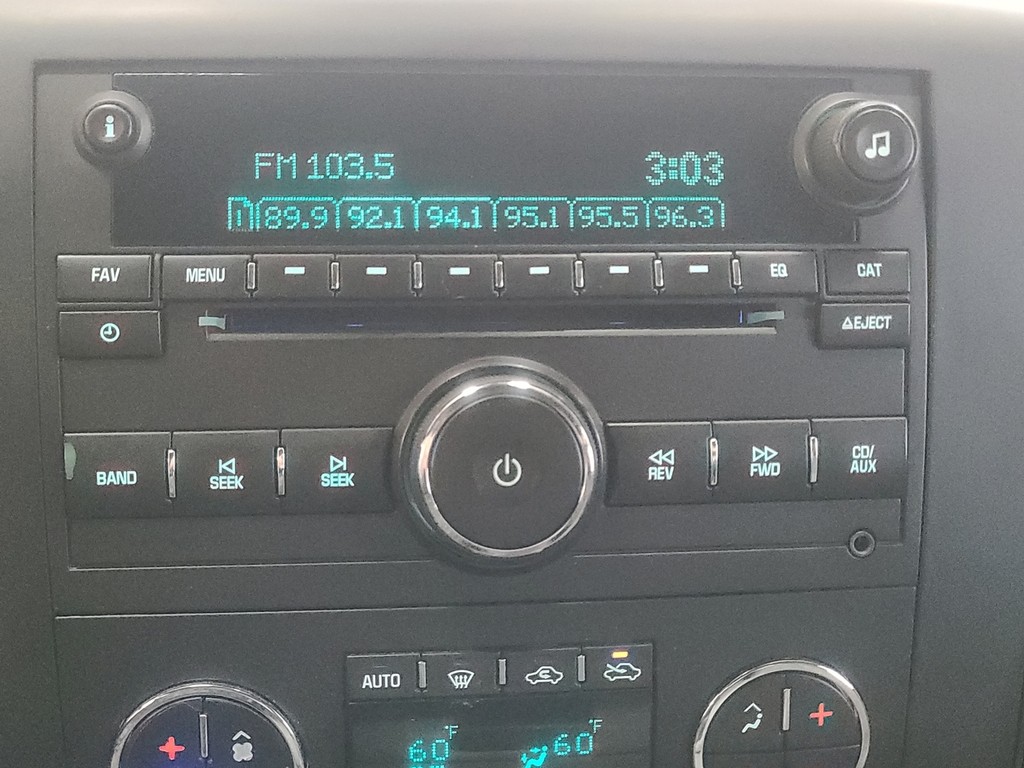 i
FM 103.5 3:03
1 89.9 92.1 94.1 95.1 95.5 96.3
FAV MENU EQ CAT
EJECT
BAND SEEK SEEK REV FWD CD/
AUX
AUTO
60°F 60°F